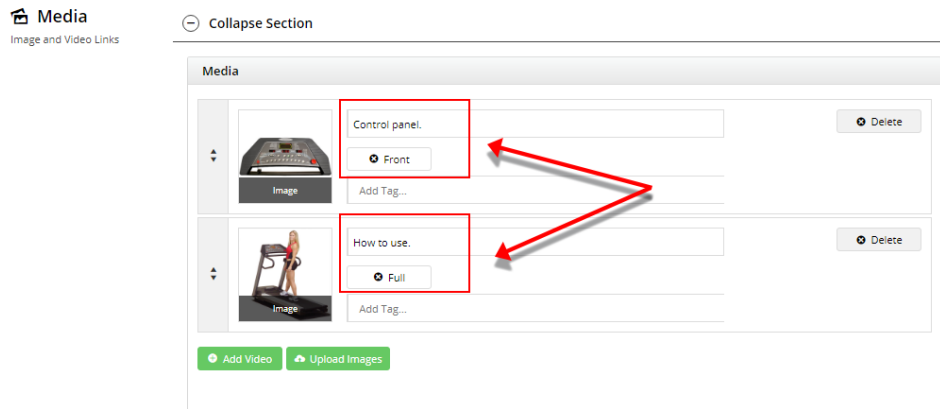 Media
Image and Video Links
Collapse Section
Media
Control panel.
Delete
Front
Image
Add Tag...
How to use.
Delete
Full
Image
Add Tag...
Add Video
Upload Images